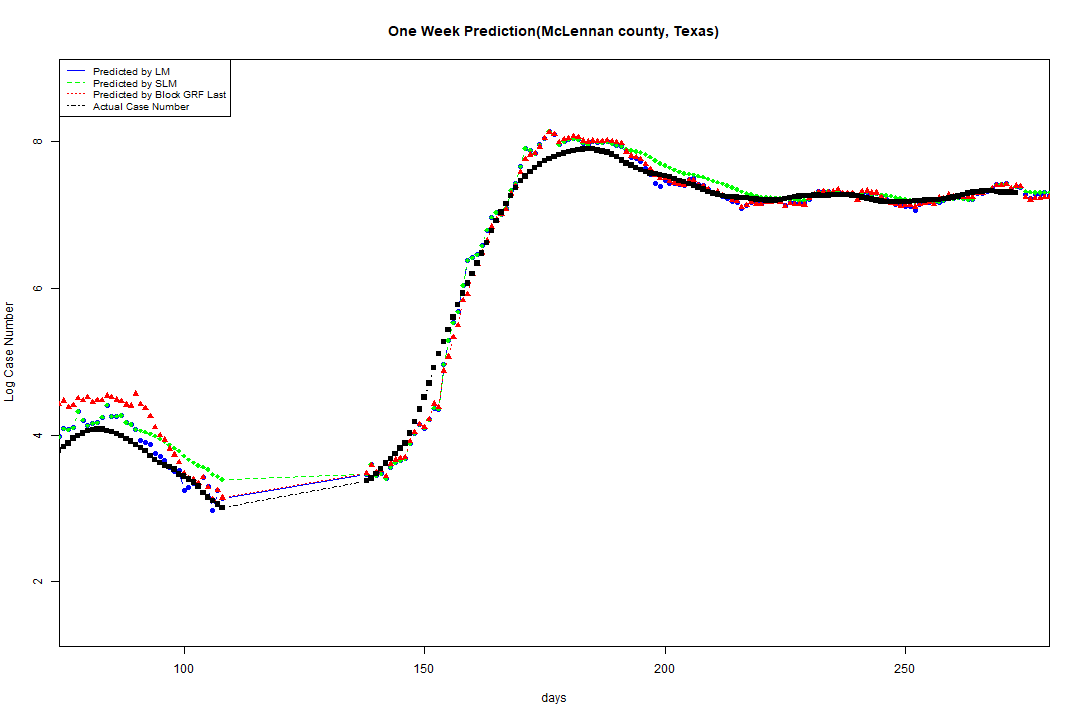 One Week Prediction(McLennan county, Texas)
Predicted by LM
Predicted by SLM
Predicted by Block GRF Last
Actual Case Number
8
6
4
2
Log Case Number
100
150
200
250
days